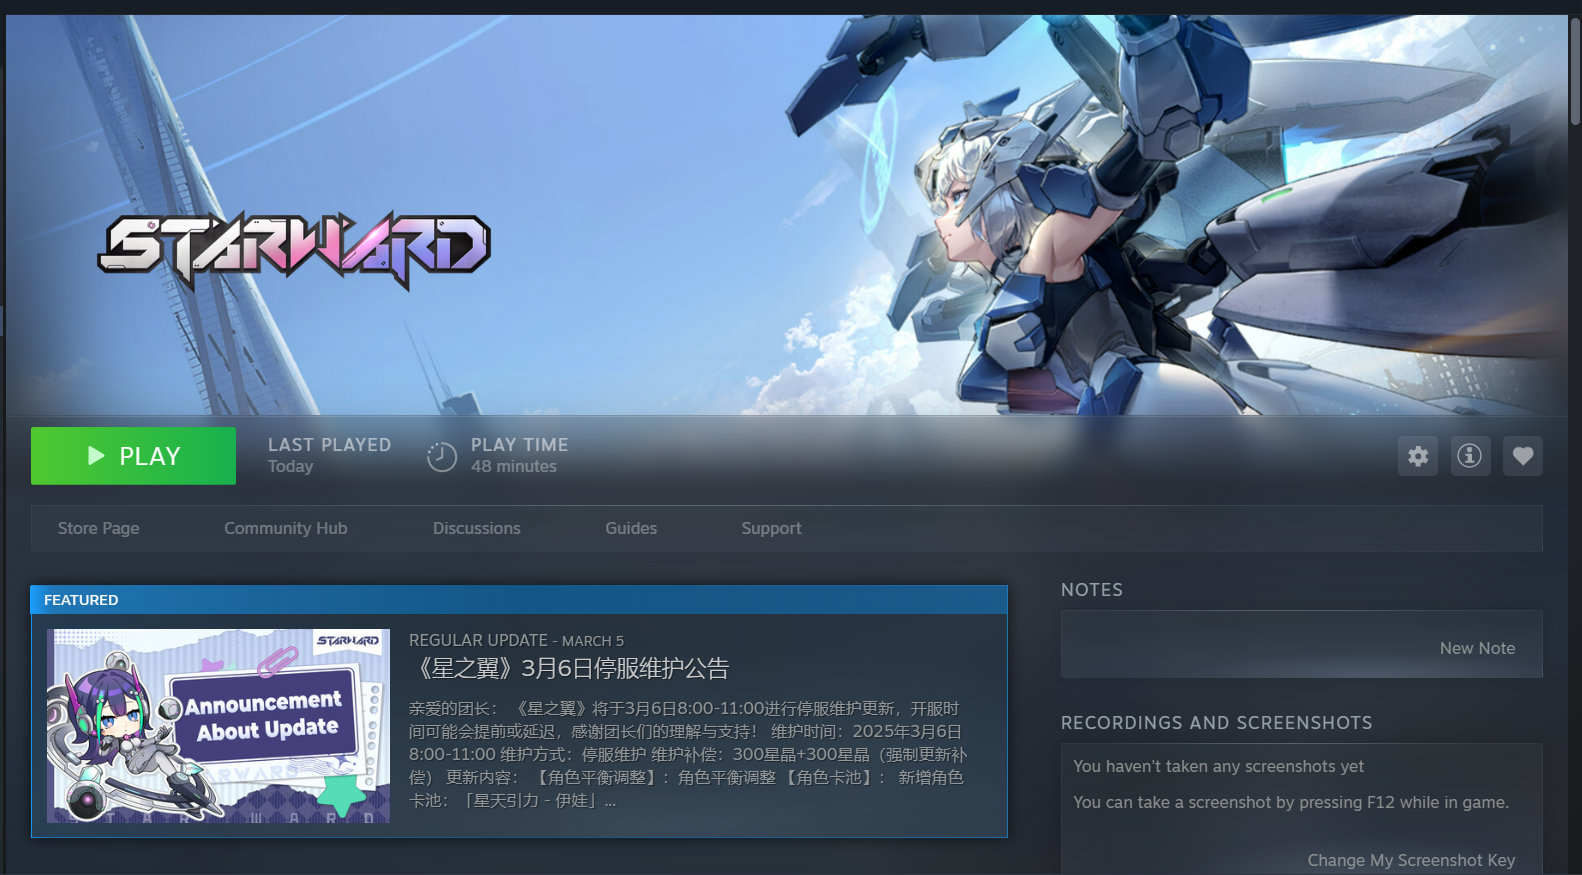 STARWARD
PLAY
LAST PLAYED
Today
PLAY TIME
48 minutes
Store Page
Community Hub
Discussions
Guides
Support
FEATURED
STARWARD
Announcement
About Update
STARWARD
STARWARD
REGULAR UPDATE - MARCH 5
《星之翼》3月6日停服维护公告
亲爱的团长： 《星之翼》将于3月6日8:00-11:00进行停服维护更新，开服时
间可能会提前或延迟，感谢团长们的理解与支持！ 维护时间：2025年3月6日
8:00-11:00 维护方式：停服维护 维护补偿：300星晶+300星晶（强制更新补
偿） 更新内容： 【角色平衡调整】：角色平衡调整 【角色卡池】： 新增角色
卡池：「星天引力 - 伊娃」...
NOTES
New Note
RECORDINGS AND SCREENSHOTS
You haven't taken any screenshots yet
You can take a screenshot by pressing F12 while in game.
Change My Screenshot Key